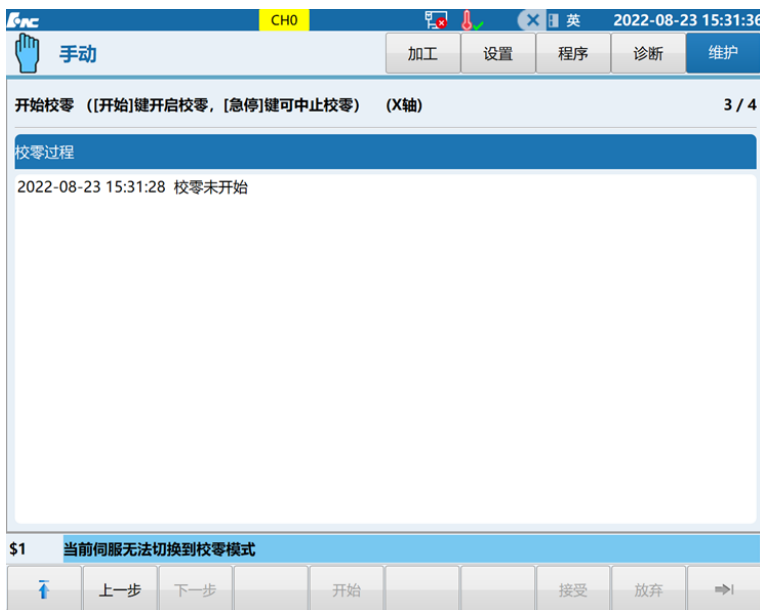 CH0
英
2022-08-23 15:31:36
手动
加工
设置
程序
诊断
维护
开始校零 ([开始]键开启校零, [急停]键可中止校零) (X轴)
3 / 4
校零过程
2022-08-23 15:31:28 校零未开始
$1
当前伺服无法切换到校零模式
上一步
下一步
开始
接受
放弃